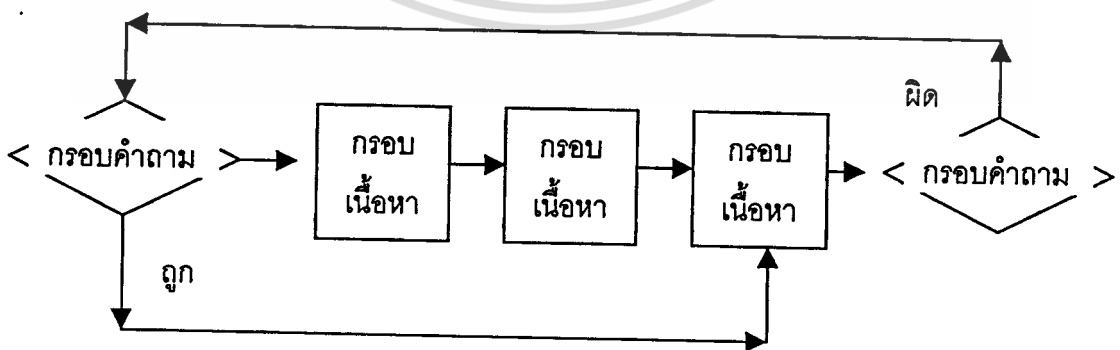 ผิด
< กรอบคำถาม >
กรอบ
เนื้อหา
กรอบ
เนื้อหา
กรอบ
เนื้อหา
< กรอบคำถาม >
ถูก